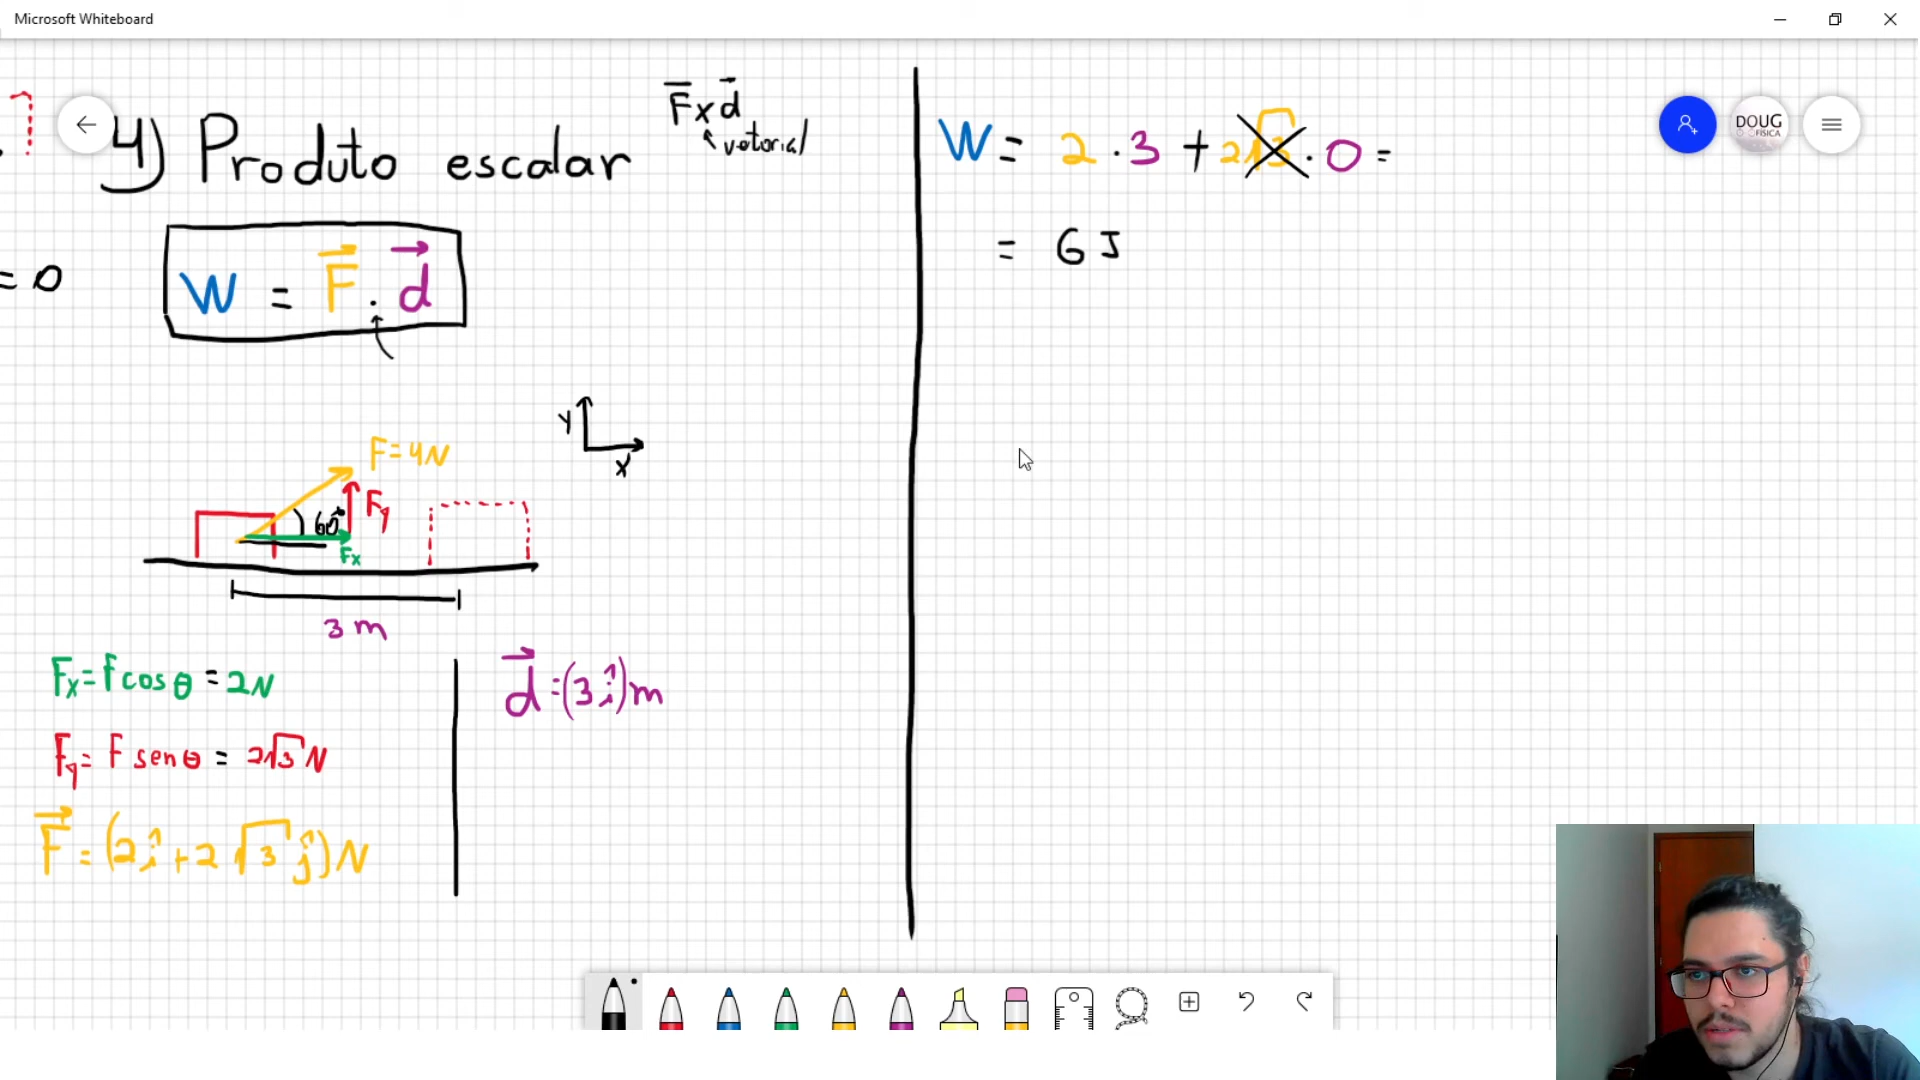 Microsoft Whiteboard
4) Produto escalar
F x d
vetorial
= 0
W = F . d
Y
X
F=4N
Fy
60°
Fx
3 m
Fx = F cos θ = 2N
Fy = F sen θ = 2√3 N
F = (2î + 2√3 ĵ) N
d = (3î) m
W = 2 . 3 + 2√3 . 0 =
= 6 J
DOUG
FÍSICA